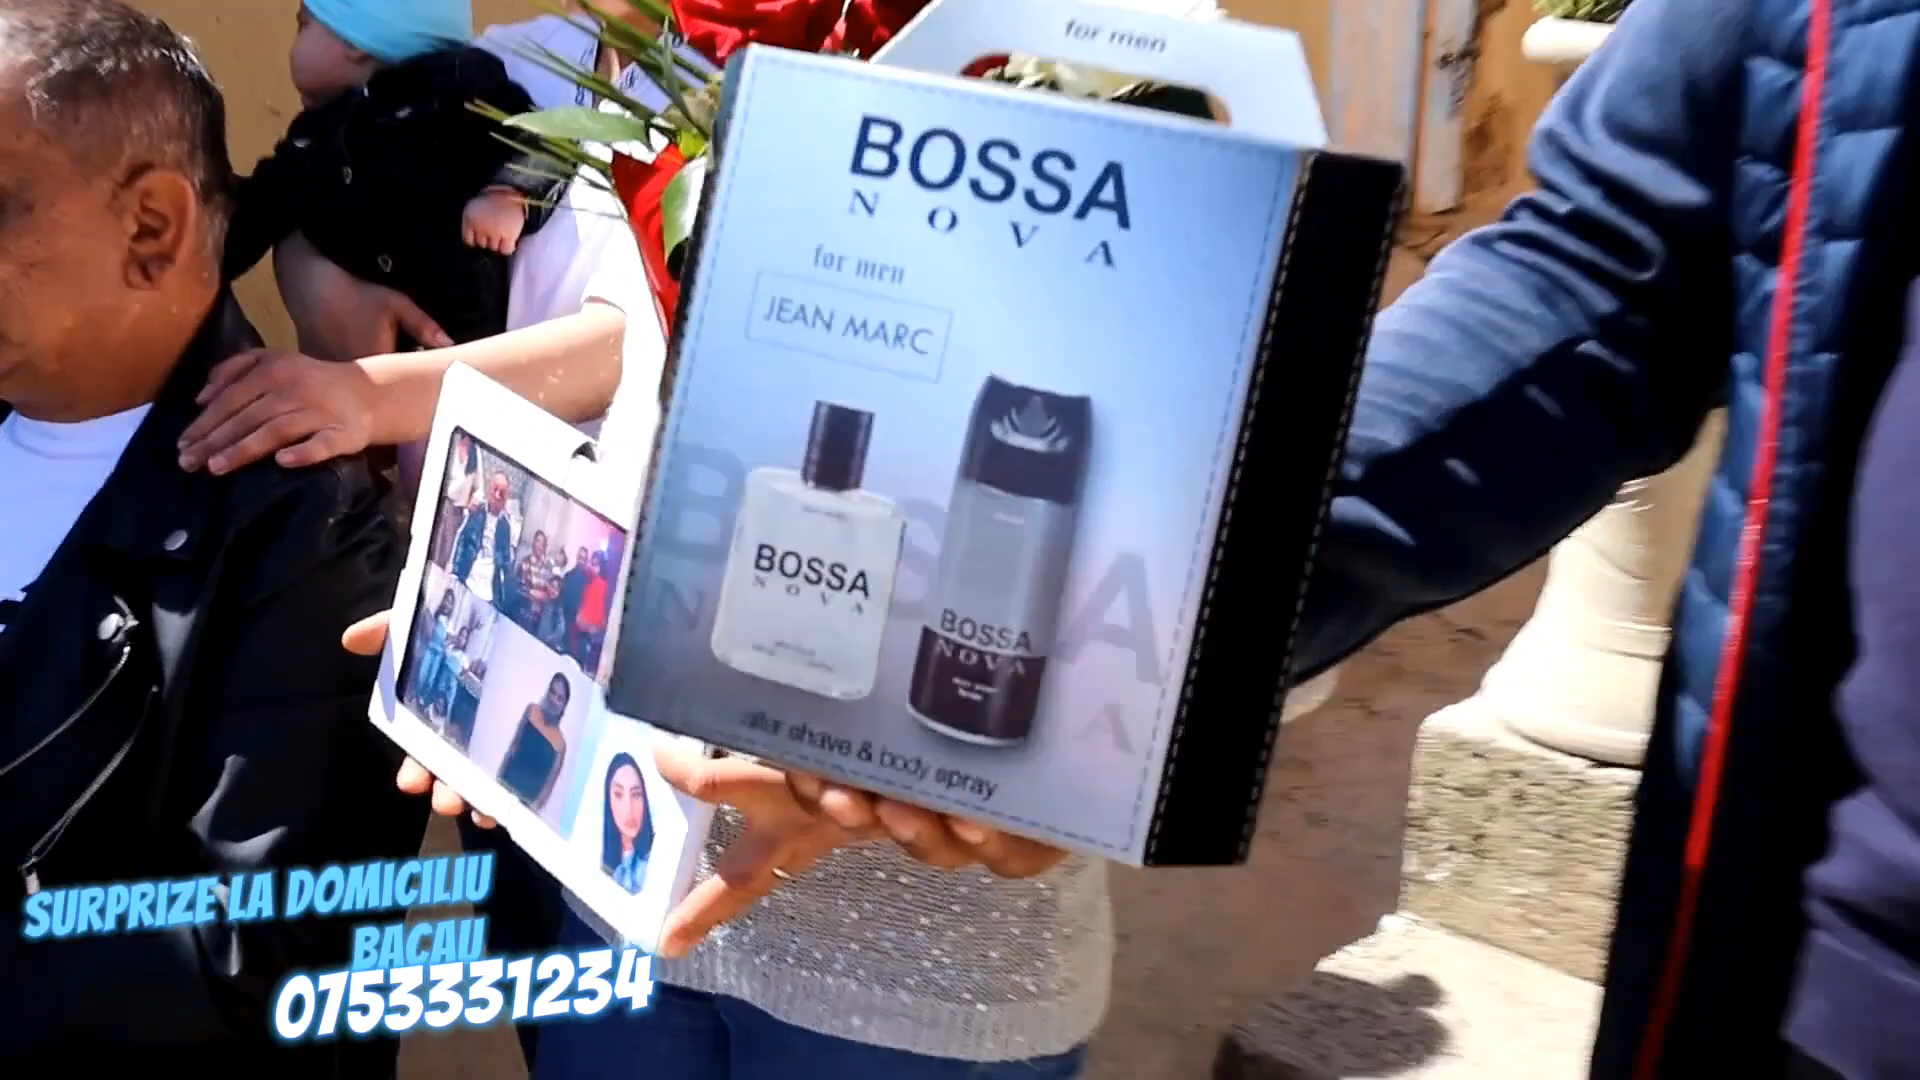 for men
BOSSA
NOVA
for men
JEAN MARC
BOSSA
NOVA
BOSSA
NOVA
after shave & body spray
SURPRIZE LA DOMICILIU
BACAU
0753331234